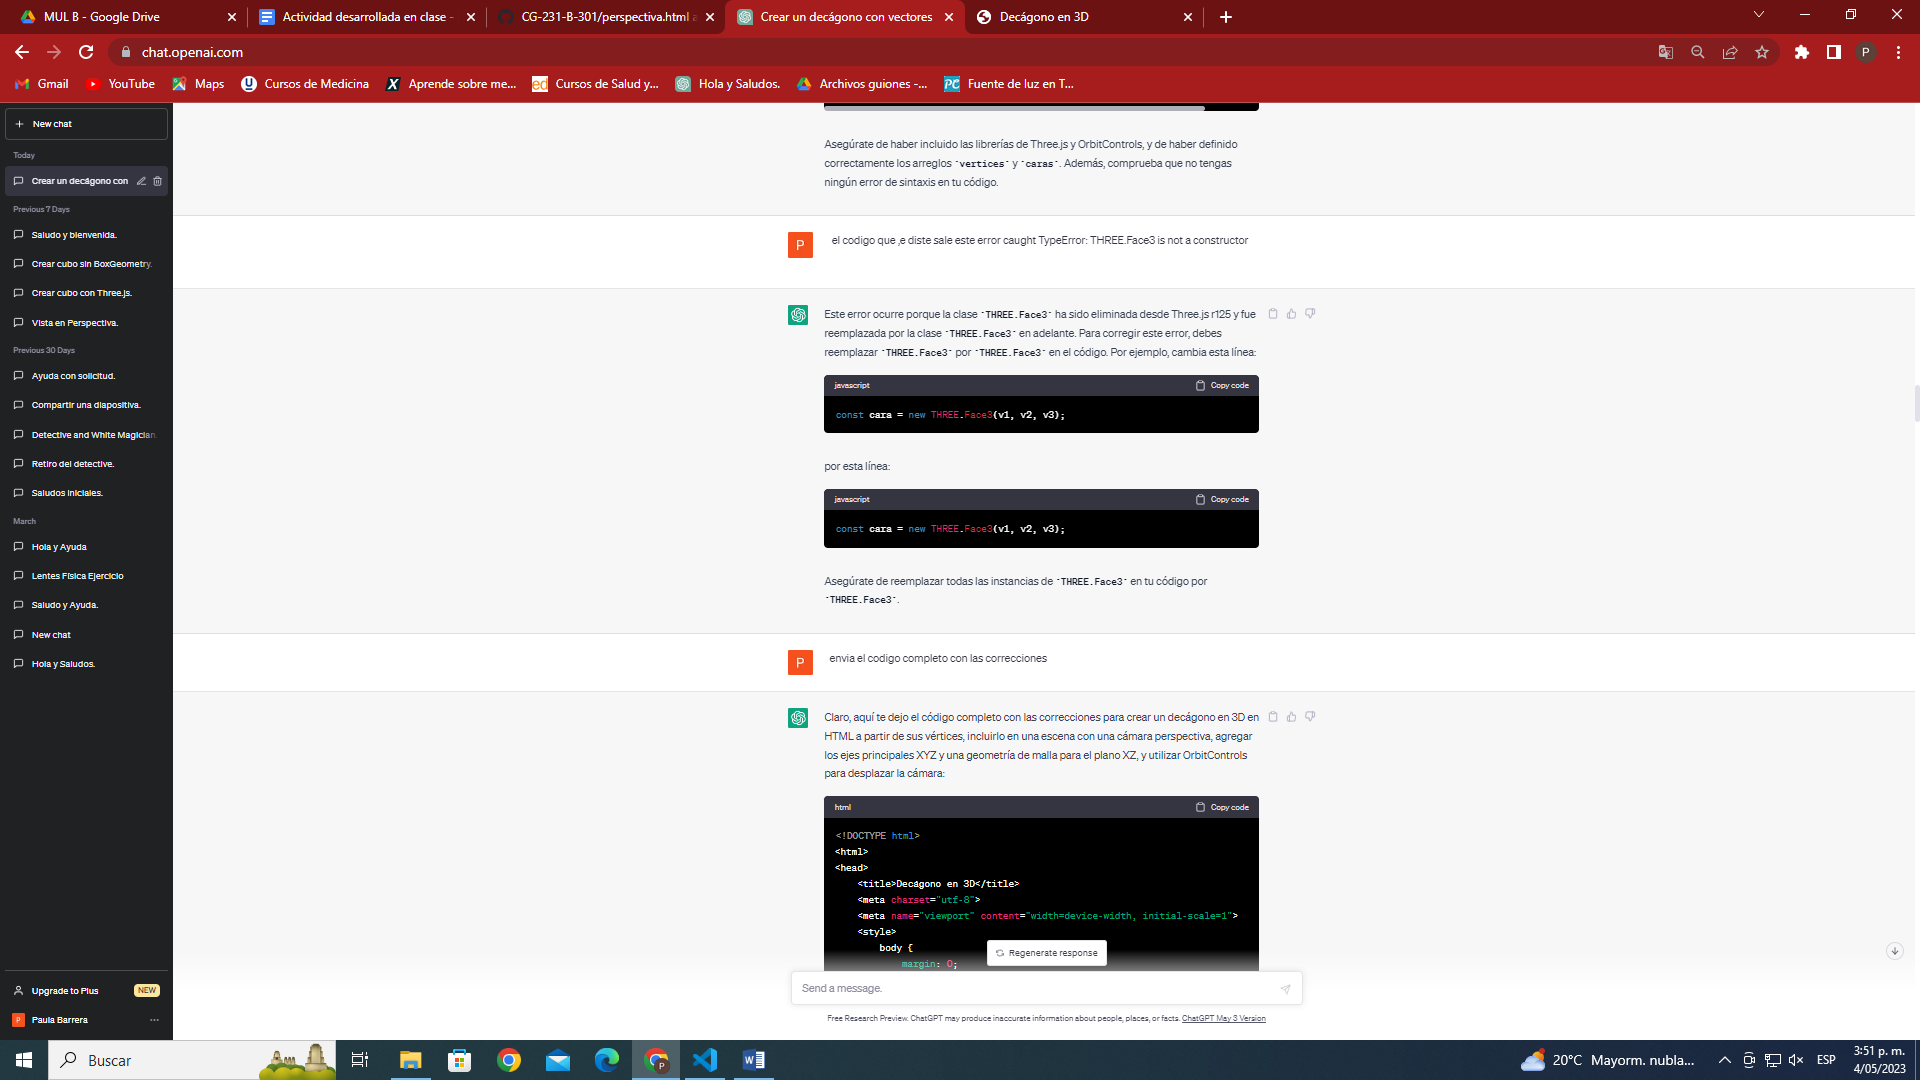 MUL B - Google Drive
Actividad desarrollada en clase -
CG-231-B-301/perspectiva.html a
Crear un decágono con vectores
Decágono en 3D
chat.openai.com
P
Gmail
YouTube
Maps
Cursos de Medicina
Aprende sobre me...
Cursos de Salud y...
Hola y Saludos.
Archivos guiones -...
Fuente de luz en T...
New chat
Today
Crear un decágono con
Previous 7 Days
Saludo y bienvenida.
Crear cubo sin BoxGeometry.
Crear cubo con Three.js.
Vista en Perspectiva.
Previous 30 Days
Ayuda con solicitud.
Compartir una diapositiva.
Detective and White Magician.
Retiro del detective.
Saludos iniciales.
March
Hola y Ayuda
Lentes Física Ejercicio
Saludo y Ayuda.
New chat
Hola y Saludos.
Upgrade to Plus
NEW
P
Paula Barrera
Asegúrate de haber incluido las librerías de Three.js y OrbitControls, y de haber definido
correctamente los arreglos `vertices` y `caras`. Además, comprueba que no tengas
ningún error de sintaxis en tu código.
P
el codigo que ,e diste sale este error caught TypeError: THREE.Face3 is not a constructor
Este error ocurre porque la clase `THREE.Face3` ha sido eliminada desde Three.js r125 y fue
reemplazada por la clase `THREE.Face3` en adelante. Para corregir este error, debes
reemplazar `THREE.Face3` por `THREE.Face3` en el código. Por ejemplo, cambia esta línea:
javascript
Copy code
const cara = new THREE.Face3(v1, v2, v3);
por esta línea:
javascript
Copy code
const cara = new THREE.Face3(v1, v2, v3);
Asegúrate de reemplazar todas las instancias de `THREE.Face3` en tu código por
`THREE.Face3`.
P
envia el codigo completo con las correcciones
Claro, aquí te dejo el código completo con las correcciones para crear un decágono en 3D en
HTML a partir de sus vértices, incluirlo en una escena con una cámara perspectiva, agregar
los ejes principales XYZ y una geometría de malla para el plano XZ, y utilizar OrbitControls
para desplazar la cámara:
html
Copy code
<!DOCTYPE html>
<html>
<head>
<title>Decágono en 3D</title>
<meta charset="utf-8">
<meta name="viewport" content="width=device-width, initial-scale=1">
<style>
body {
margin: 0;
Regenerate response
Send a message.
Free Research Preview. ChatGPT may produce inaccurate information about people, places, or facts. ChatGPT May 3 Version
Buscar
P
20°C Mayorm. nubla...
ESP
3:51 p. m.
4/05/2023